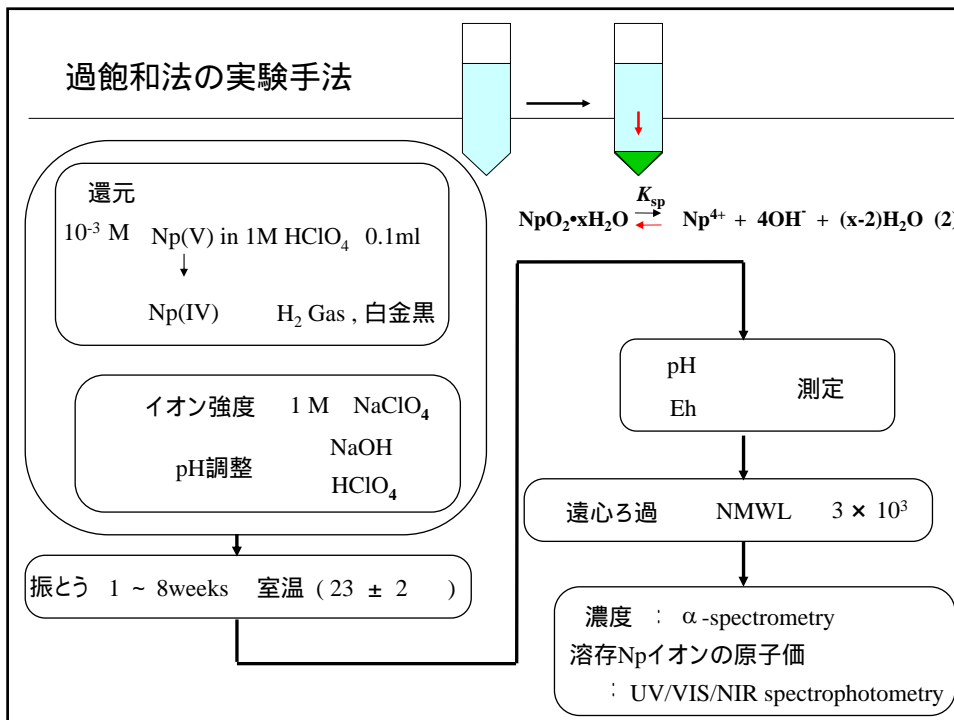 過飽和法の実験手法
Ksp
NpO2•xH2O Np4+ + 4OH- + (x-2)H2O (2)
還元
10-3 M Np(V) in 1M HClO4 0.1ml
Np(IV) H2 Gas , 白金黒
イオン強度 1 M NaClO4
NaOH
pH調整
HClO4
振とう 1 ~ 8weeks 室温 ( 23 ± 2 )
pH
測定
Eh
遠心ろ過 NMWL 3 × 103
濃度 : α-spectrometry
溶存Npイオンの原子価
: UV/VIS/NIR spectrophotometry